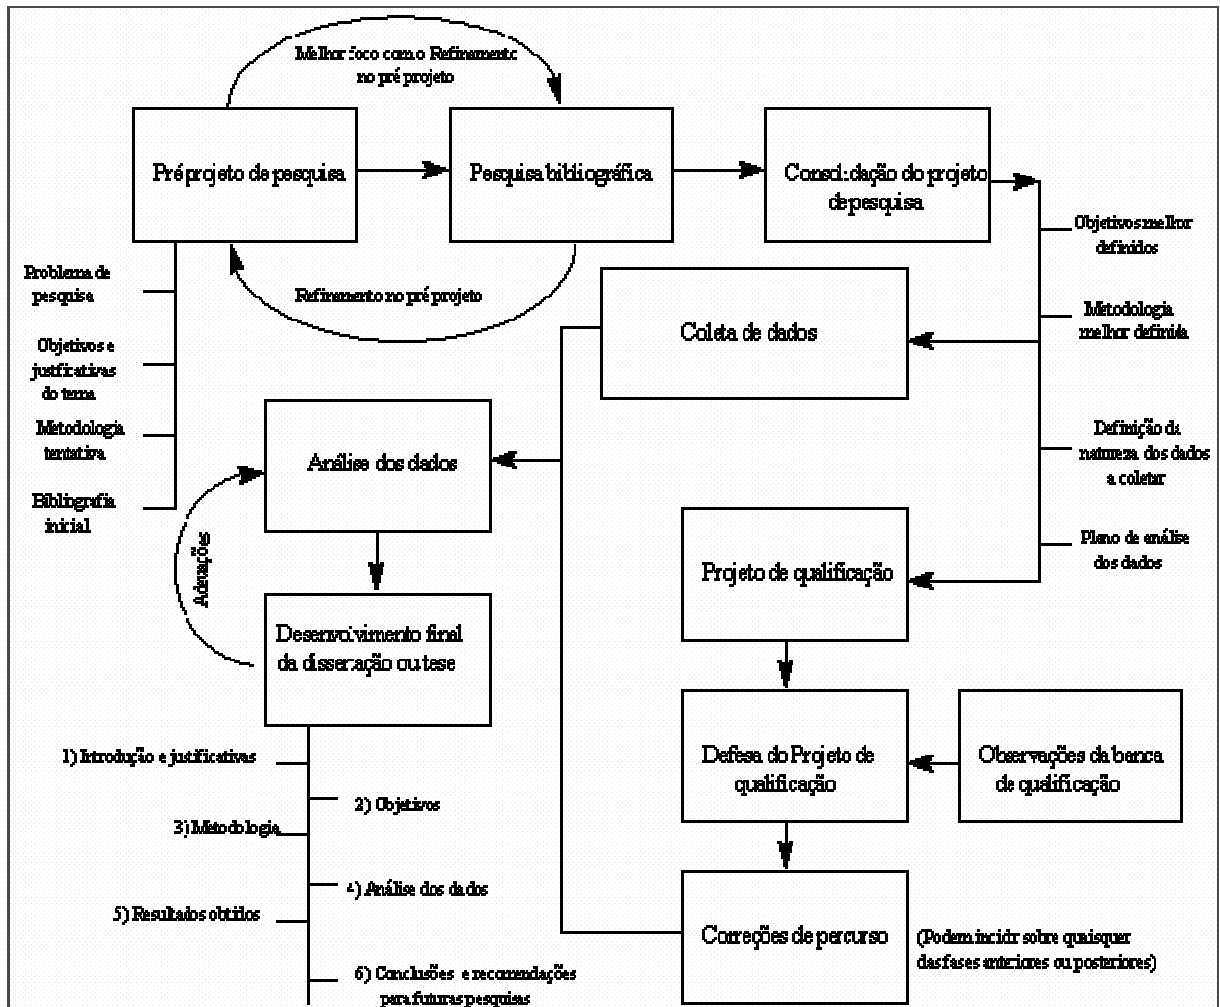 Melhor foco com o Refinamento
no pré projeto
Pré projeto de pesquisa
Pesquisa bibliográfica
Consolidação do projeto
de pesquisa
Objetivos melhor
definidos
Problema de
pesquisa
Refinamento no pré projeto
Coleta de dados
Metodologia
melhor definida
Objetivos e
justificativas
do tema
Metodologia
tentativa
Análise dos dados
Definição da
natureza dos dados
a coletar
Bibliografia
inicial
Projeto de qualificação
Plano de análise
dos dados
Desenvolvimento final
da dissertação ou tese
1) Introdução e justificativas
2) Objetivos
3) Metodologia
4) Análise dos dados
5) Resultados obtidos
6) Conclusões e recomendações
para futuras pesquisas
Defesa do Projeto de
qualificação
Observações da banca
de qualificação
Correções de percurso
(Podem incidir sobre quaisquer
das fases anteriores ou posteriores)